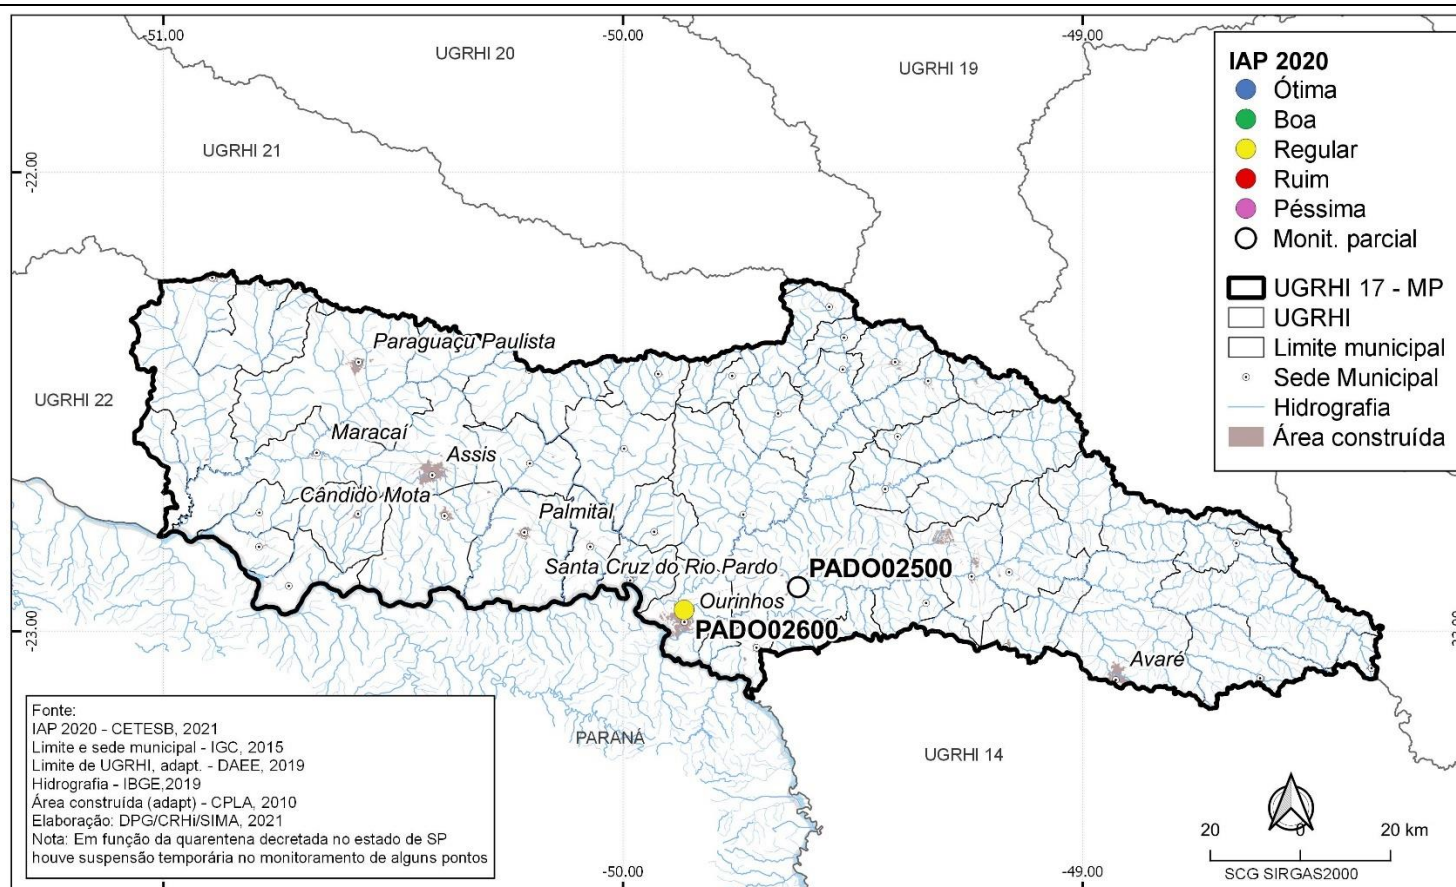 -51.00
-50.00
-49.00
UGRHI 20
UGRHI 19
UGRHI 21
-22.00
IAP 2020
Ótima
Boa
Regular
Ruim
Péssima
Monit. parcial
UGRHI 17 - MP
UGRHI
Limite municipal
Sede Municipal
Hidrografia
Área construída
UGRHI 22
Paraguaçu Paulista
Maracaí
Assis
Cândido Mota
Palmital
Santa Cruz do Rio Pardo
PADO02500
Ourinhos
PADO02600
-23.00
Avaré
PARANÁ
UGRHI 14
Fonte:
IAP 2020 - CETESB, 2021
Limite e sede municipal - IGC, 2015
Limite de UGRHI, adapt. - DAEE, 2019
Hidrografia - IBGE,2019
Área construída (adapt) - CPLA, 2010
Elaboração: DPG/CRHi/SIMA, 2021
Nota: Em função da quarentena decretada no estado de SP
houve suspensão temporária no monitoramento de alguns pontos
20 0 20 km
SCG SIRGAS2000
-50.00
-49.00